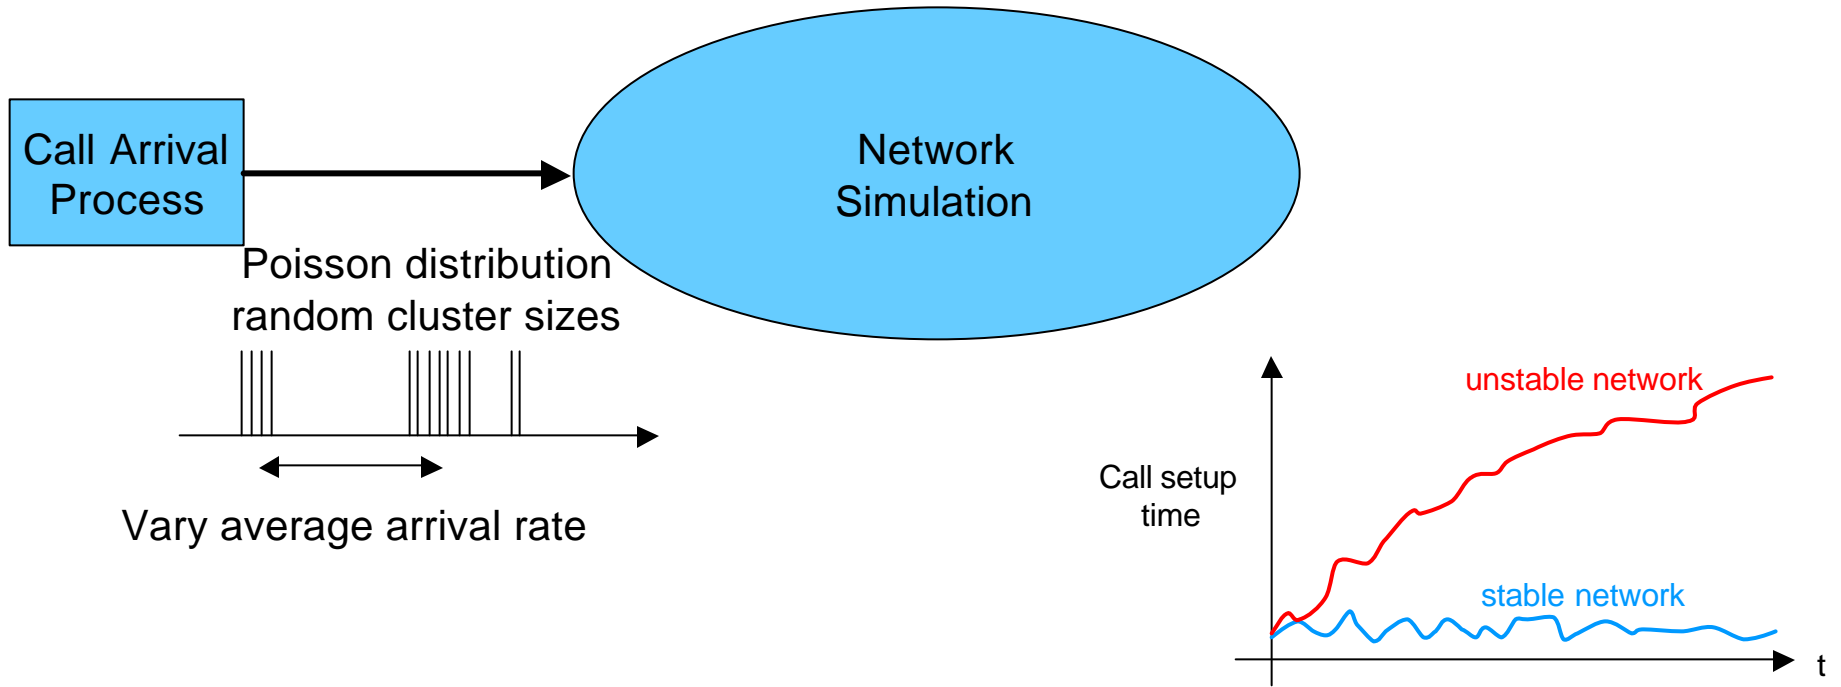 Call Arrival
Process
Network
Simulation
Poisson distribution
random cluster sizes
Vary average arrival rate
unstable network
Call setup
time
stable network
t